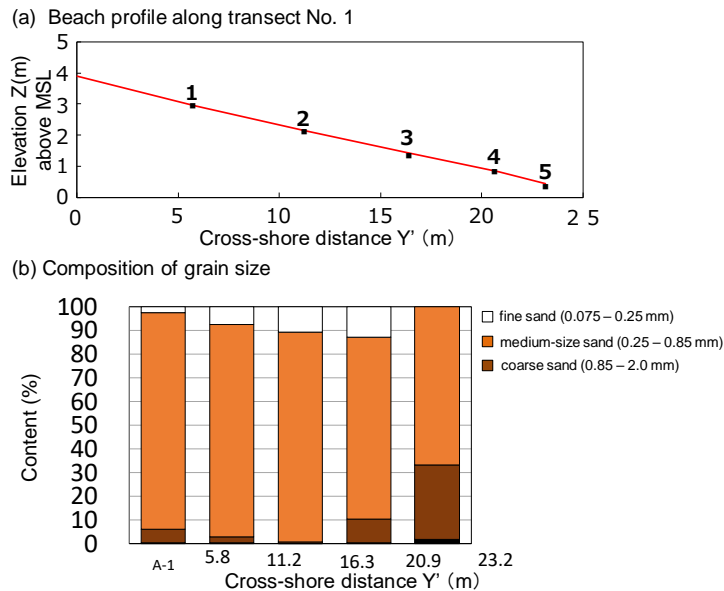 (a) Beach profile along transect No. 1
Elevation Z(m)
above MSL
5
4
3
2
1
0
1
2
3
4
5
0 5 10 15 20 2 5
Cross-shore distance Y' (m)
(b) Composition of grain size
Content (%)
100
90
80
70
60
50
40
30
20
10
0
fine sand (0.075 – 0.25 mm)
medium-size sand (0.25 – 0.85 mm)
coarse sand (0.85 – 2.0 mm)
A-1 5.8 11.2 16.3 20.9 23.2
Cross-shore distance Y' (m)